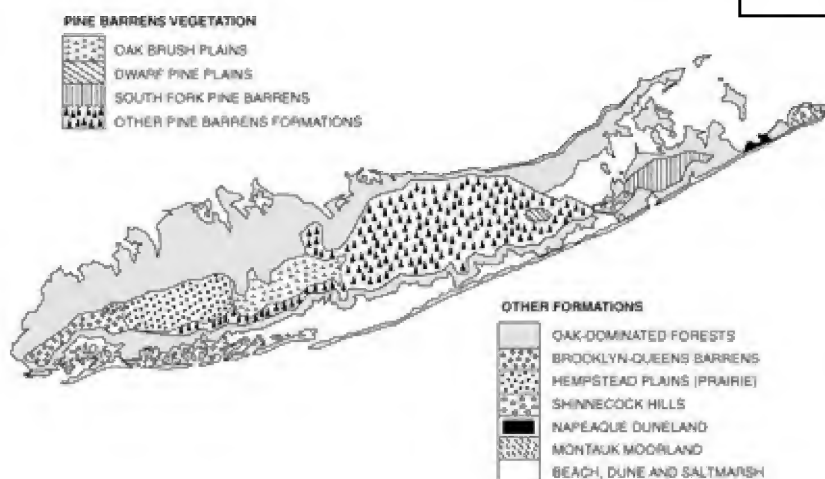 PINE BARRENS VEGETATION
OAK BRUSH PLAINS
DWARF PINE PLAINS
SOUTH FORK PINE BARRENS
OTHER PINE BARRENS FORMATIONS
OTHER FORMATIONS
OAK-DOMINATED FORESTS
BROOKLYN-QUEENS BARRENS
HEMPSTEAD PLAINS (PRAIRIE)
SHINNECOCK HILLS
NAPEAQUE DUNELAND
MONTAUK MOORLAND
BEACH, DUNE AND SALTMARSH